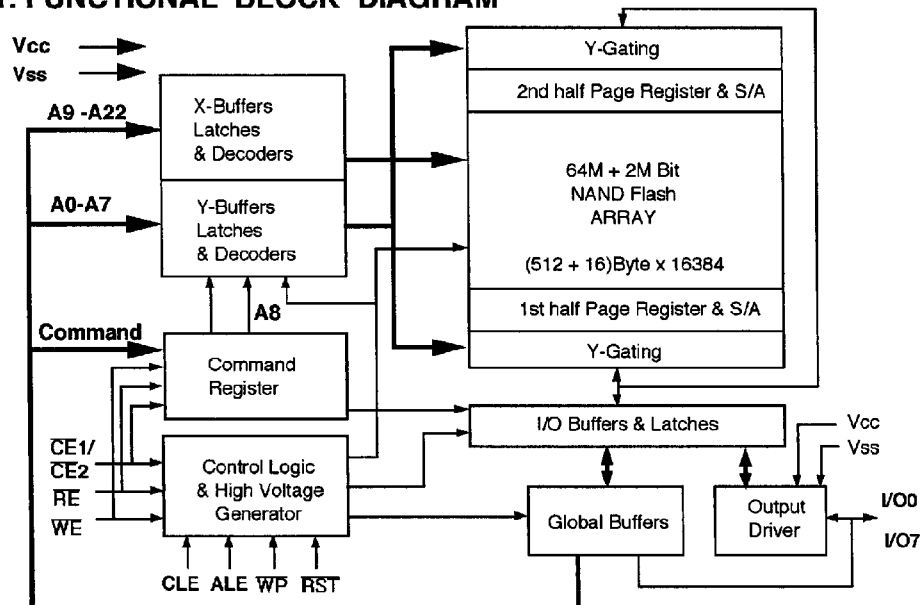 FUNCTIONAL BLOCK DIAGRAM
Vcc
Vss
A9 -A22
A0-A7
X-Buffers
Latches
& Decoders
Y-Buffers
Latches
& Decoders
A8
Command
Command
Register
CE1/
CE2
RE
WE
Control Logic
& High Voltage
Generator
CLE ALE WP RST
Y-Gating
2nd half Page Register & S/A
64M + 2M Bit
NAND Flash
ARRAY
(512 + 16)Byte x 16384
1st half Page Register & S/A
Y-Gating
I/O Buffers & Latches
Vcc
Vss
Global Buffers
Output
Driver
I/O0
I/O7